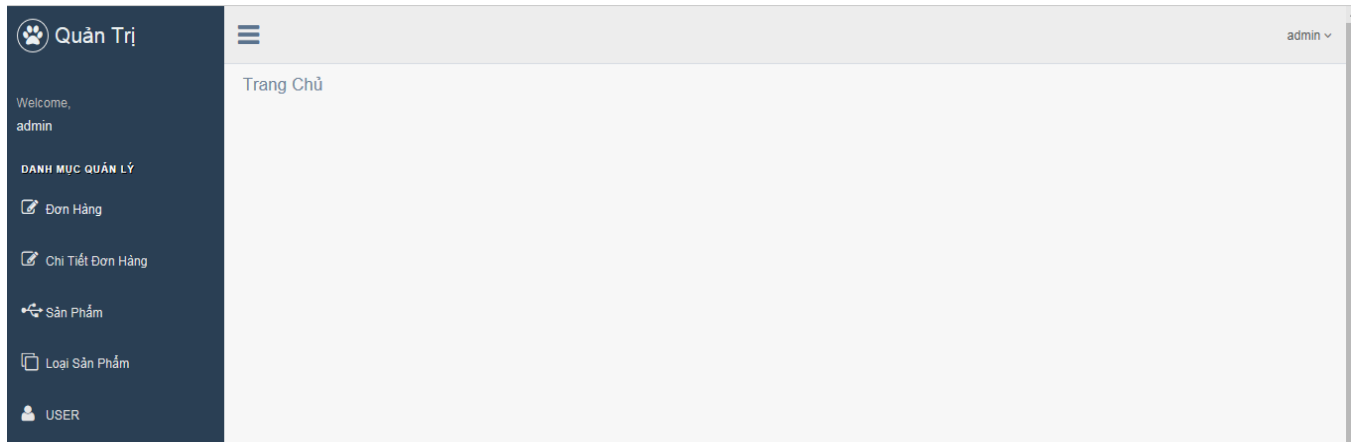 Quản Trị
admin
Trang Chủ
Welcome,
admin
DANH MỤC QUẢN LÝ
Đơn Hàng
Chi Tiết Đơn Hàng
Sản Phẩm
Loại Sản Phẩm
USER